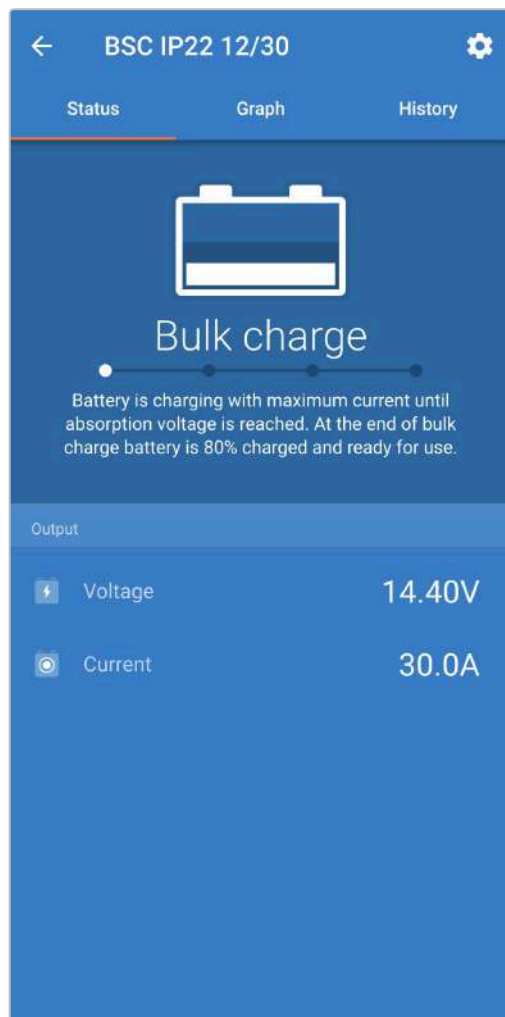 BSC IP22 12/30
Status Graph History
Bulk charge
Battery is charging with maximum current until
absorption voltage is reached. At the end of bulk
charge battery is 80% charged and ready for use.
Output
Voltage 14.40V
Current 30.0A